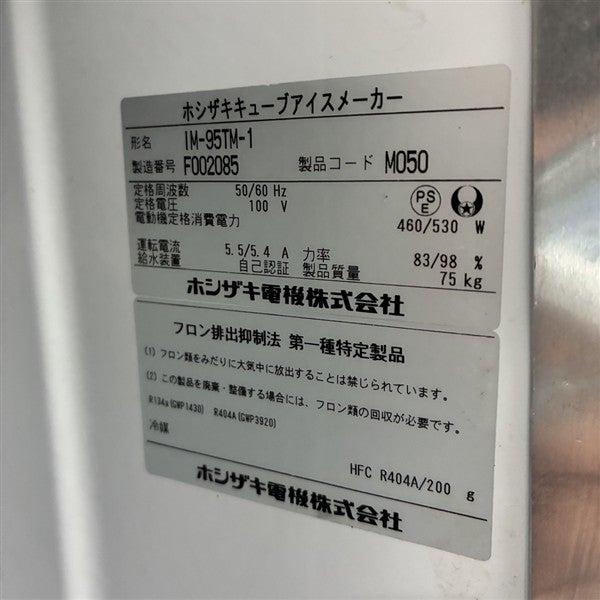 ホシザキキューブアイスメーカー
形名 IM-95TM-1
製造番号 F002085 製品コード M050
定格周波数 50/60 Hz
定格電圧 100 V
PS E
電動機定格消費電力 460/530 W
運転電流 5.5/5.4 A 力率 83/98 %
給水装置 自己認証 製品質量 75 kg
ホシザキ電機株式会社
フロン排出抑制法 第一種特定製品
(1) フロン類をみだりに大気中に放出することは禁じられています。
(2) この製品を廃棄・整備する場合には、フロン類の回収が必要です。
R134a(GWP1430) R404A(GWP3920)
冷媒 HFC R404A/200 g
ホシザキ電機株式会社